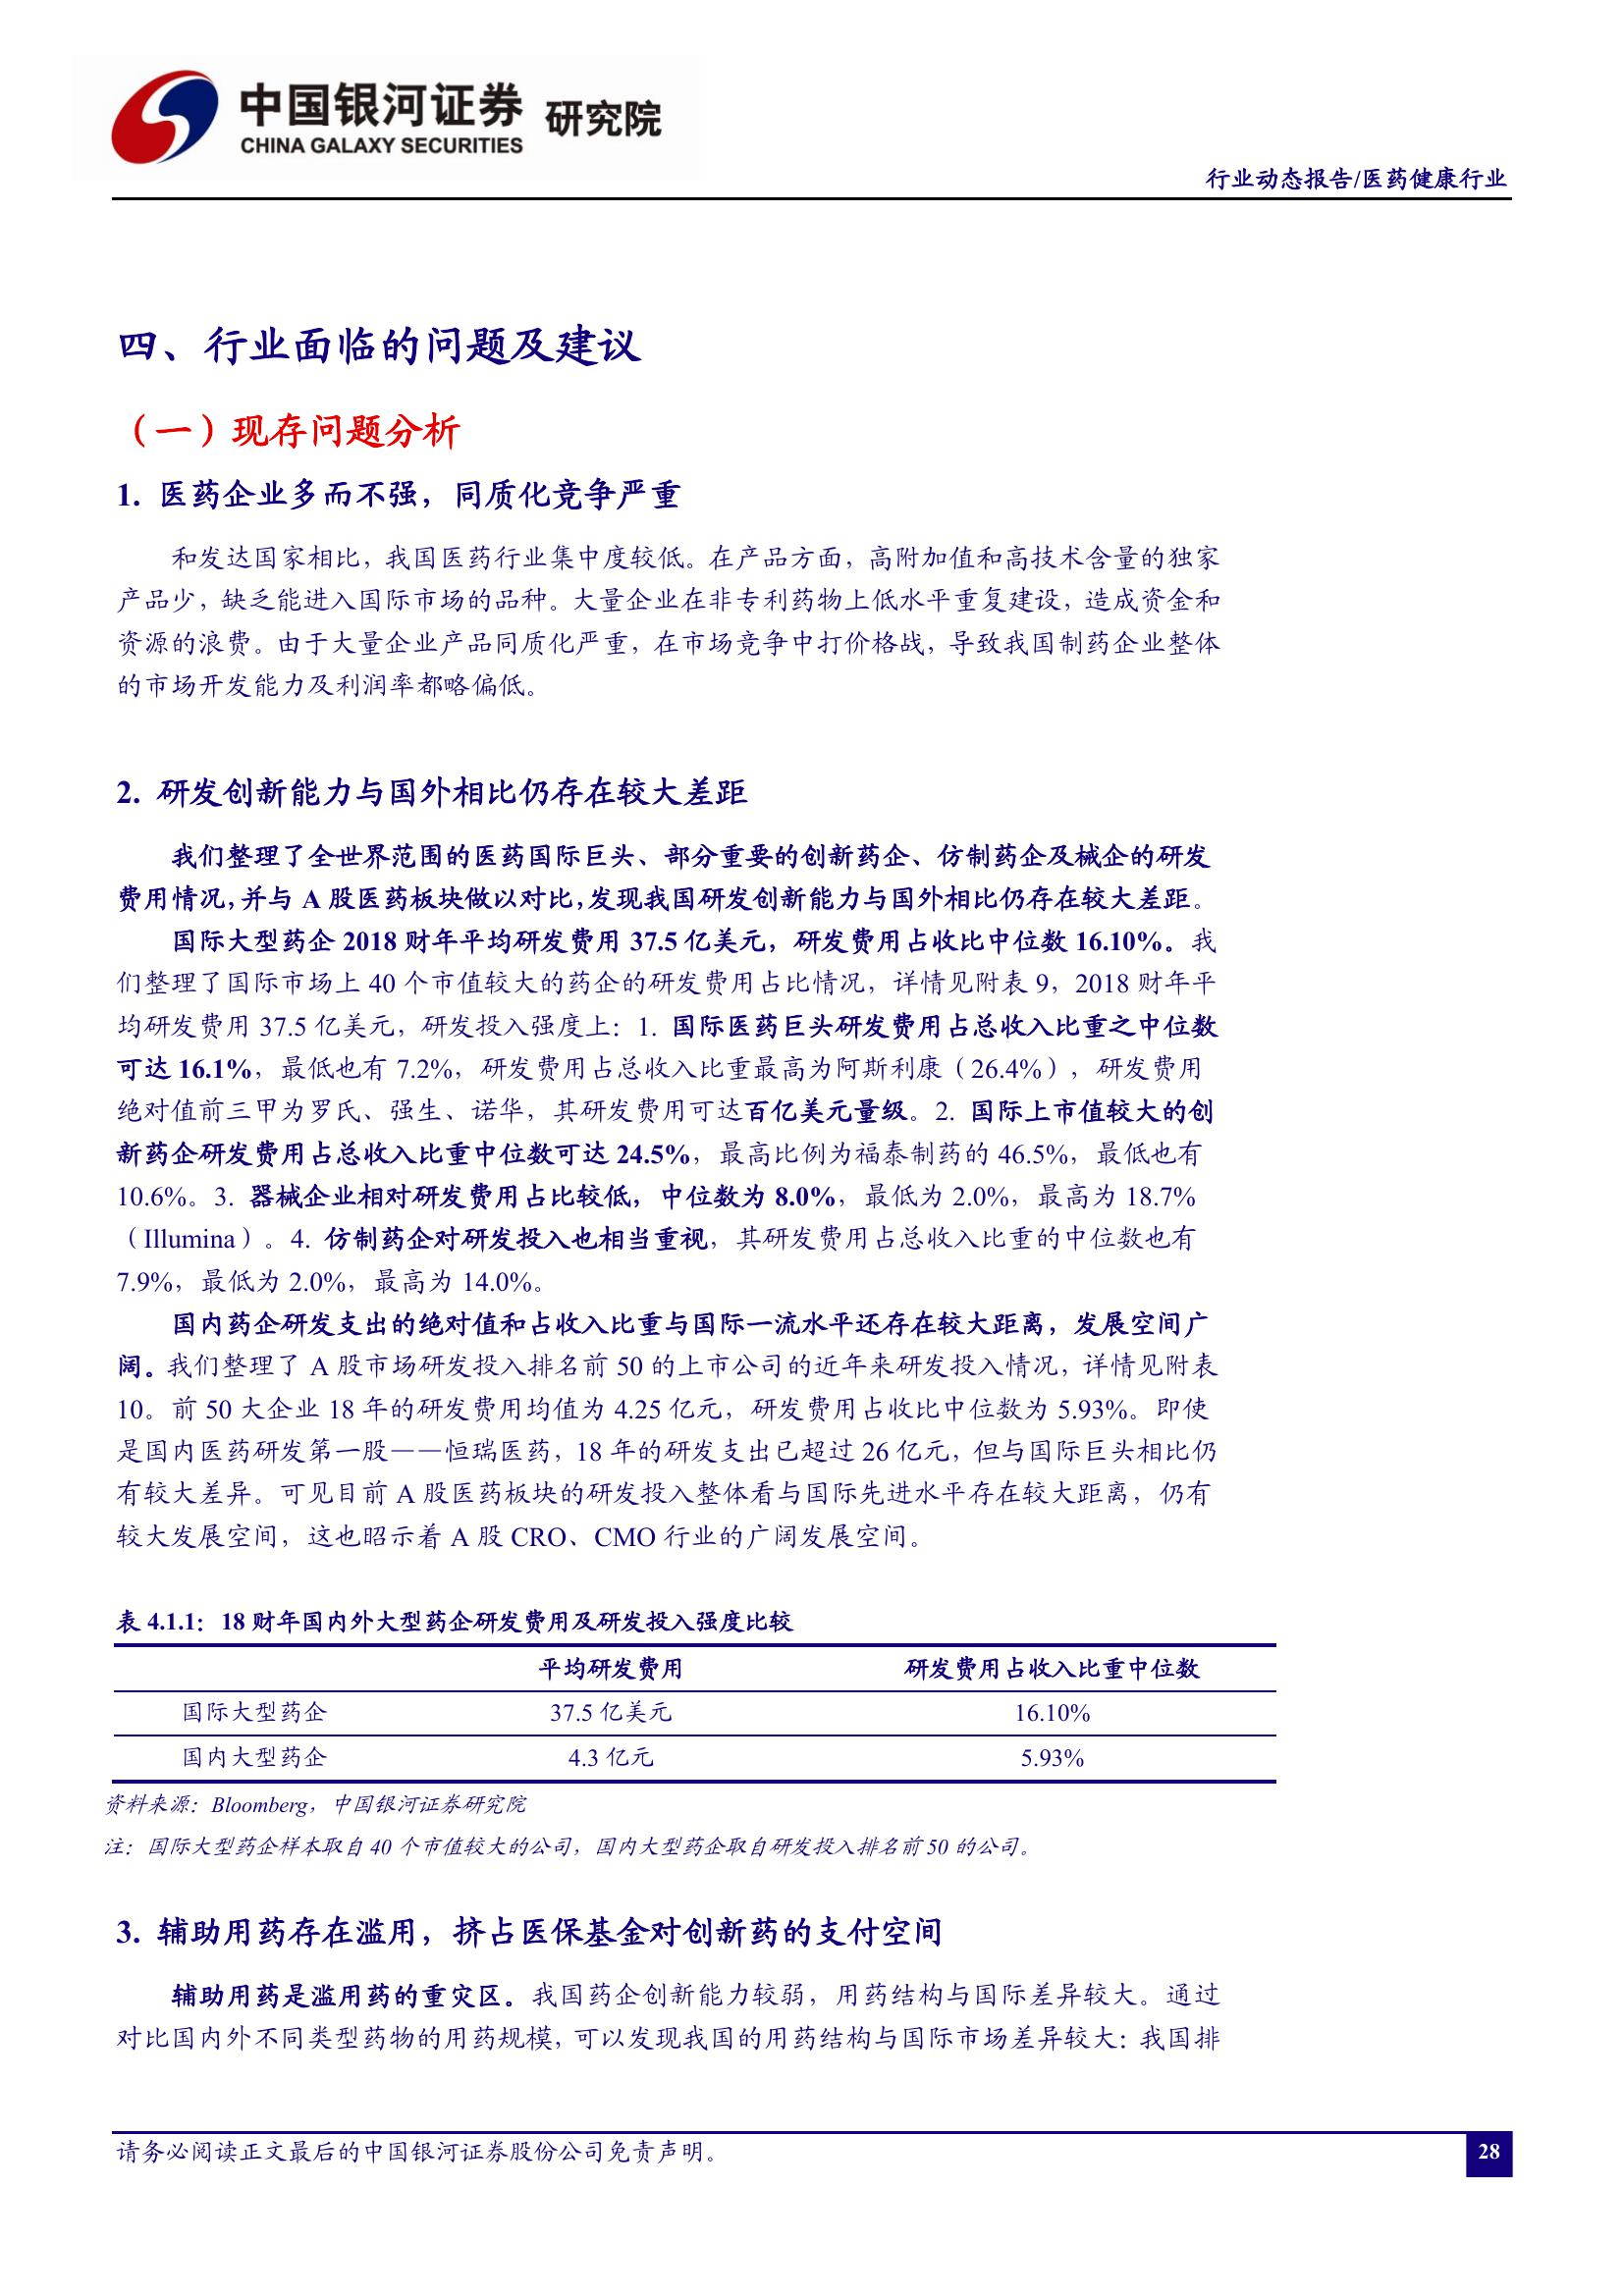 中国银河证券 研究院
CHINA GALAXY SECURITIES
行业动态报告/医药健康行业
四、行业面临的问题及建议
（一）现存问题分析
1. 医药企业多而不强，同质化竞争严重
和发达国家相比，我国医药行业集中度较低。在产品方面，高附加值和高技术含量的独家
产品少，缺乏能进入国际市场的品种。大量企业在非专利药物上低水平重复建设，造成资金和
资源的浪费。由于大量企业产品同质化严重，在市场竞争中打价格战，导致我国制药企业整体
的市场开发能力及利润率都略偏低。
2. 研发创新能力与国外相比仍存在较大差距
我们整理了全世界范围的医药国际巨头、部分重要的创新药企、仿制药企及械企的研发
费用情况，并与 A 股医药板块做以对比，发现我国研发创新能力与国外相比仍存在较大差距。
国际大型药企 2018 财年平均研发费用 37.5 亿美元，研发费用占收比中位数 16.10%。我
们整理了国际市场上 40 个市值较大的药企的研发费用占比情况，详情见附表 9，2018 财年平
均研发费用 37.5 亿美元，研发投入强度上：1. 国际医药巨头研发费用占总收入比重之中位数
可达 16.1%，最低也有 7.2%，研发费用占总收入比重最高为阿斯利康（26.4%），研发费用
绝对值前三甲为罗氏、强生、诺华，其研发费用可达百亿美元量级。2. 国际上市值较大的创
新药企研发费用占总收入比重中位数可达 24.5%，最高比例为福泰制药的 46.5%，最低也有
10.6%。3. 器械企业相对研发费用占比较低，中位数为 8.0%，最低为 2.0%，最高为 18.7%
（Illumina）。4. 仿制药企对研发投入也相当重视，其研发费用占总收入比重的中位数也有
7.9%，最低为 2.0%，最高为 14.0%。
国内药企研发支出的绝对值和占收入比重与国际一流水平还存在较大距离，发展空间广
阔。我们整理了 A 股市场研发投入排名前 50 的上市公司的近年来研发投入情况，详情见附表
10。前 50 大企业 18 年的研发费用均值为 4.25 亿元，研发费用占收比中位数为 5.93%。即使
是国内医药研发第一股——恒瑞医药，18 年的研发支出已超过 26 亿元，但与国际巨头相比仍
有较大差异。可见目前 A 股医药板块的研发投入整体看与国际先进水平存在较大距离，仍有
较大发展空间，这也昭示着 A 股 CRO、CMO 行业的广阔发展空间。
表 4.1.1：18 财年国内外大型药企研发费用及研发投入强度比较
平均研发费用 研发费用占收入比重中位数
国际大型药企 37.5 亿美元 16.10%
国内大型药企 4.3 亿元 5.93%
资料来源：Bloomberg，中国银河证券研究院
注：国际大型药企样本取自 40 个市值较大的公司，国内大型药企取自研发投入排名前 50 的公司。
3. 辅助用药存在滥用，挤占医保基金对创新药的支付空间
辅助用药是滥用药的重灾区。我国药企创新能力较弱，用药结构与国际差异较大。通过
对比国内外不同类型药物的用药规模，可以发现我国的用药结构与国际市场差异较大：我国排
请务必阅读正文最后的中国银河证券股份公司免责声明。
28